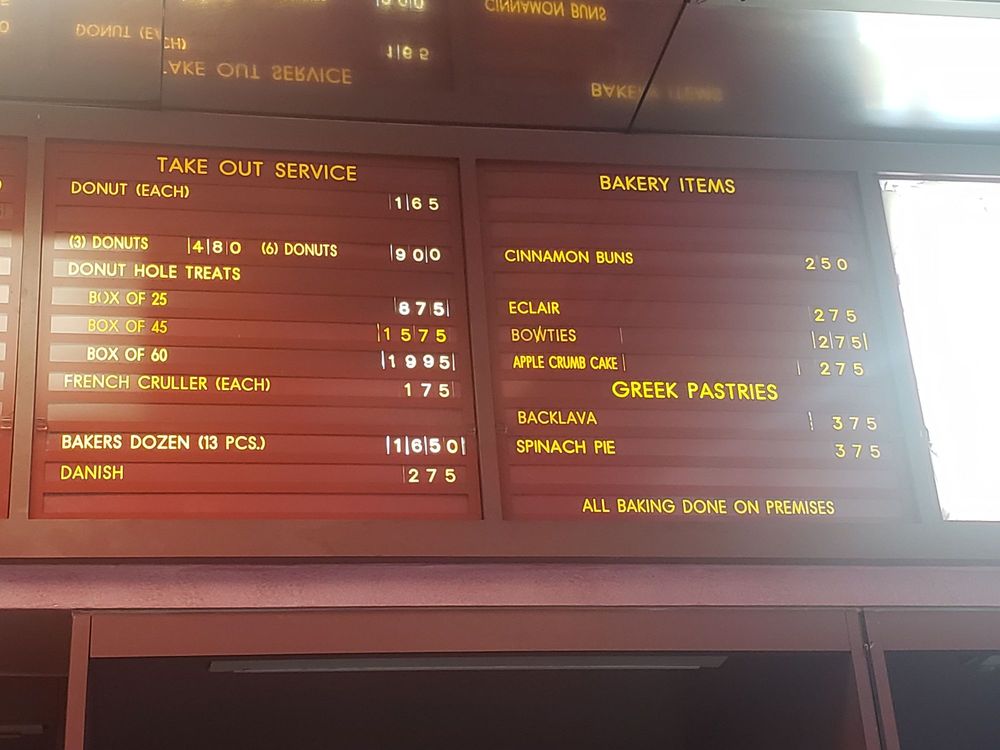 TAKE OUT SERVICE
DONUT (EACH) 165
(3) DONUTS 480 (6) DONUTS 900
DONUT HOLE TREATS
BOX OF 25 875
BOX OF 45 1575
BOX OF 60 1995
FRENCH CRULLER (EACH) 175
BAKERS DOZEN (13 PCS.) 1650
DANISH 275
BAKERY ITEMS
CINNAMON BUNS 250
ECLAIR 275
BOWTIES 275
APPLE CRUMB CAKE 275
GREEK PASTRIES
BACKLAVA 375
SPINACH PIE 375
ALL BAKING DONE ON PREMISES